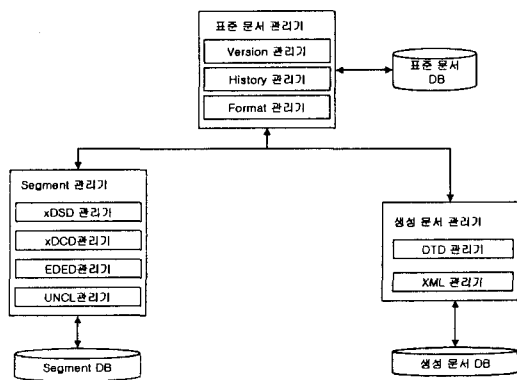 표준 문서 관리기
Version 관리기
History 관리기
Format 관리기
표준 문서
DB
Segment 관리기
xDSD 관리기
xDCD관리기
EDED관리기
UNCL관리기
Segment DB
생성 문서 관리기
DTD 관리기
XML 관리기
생성 문서 DB